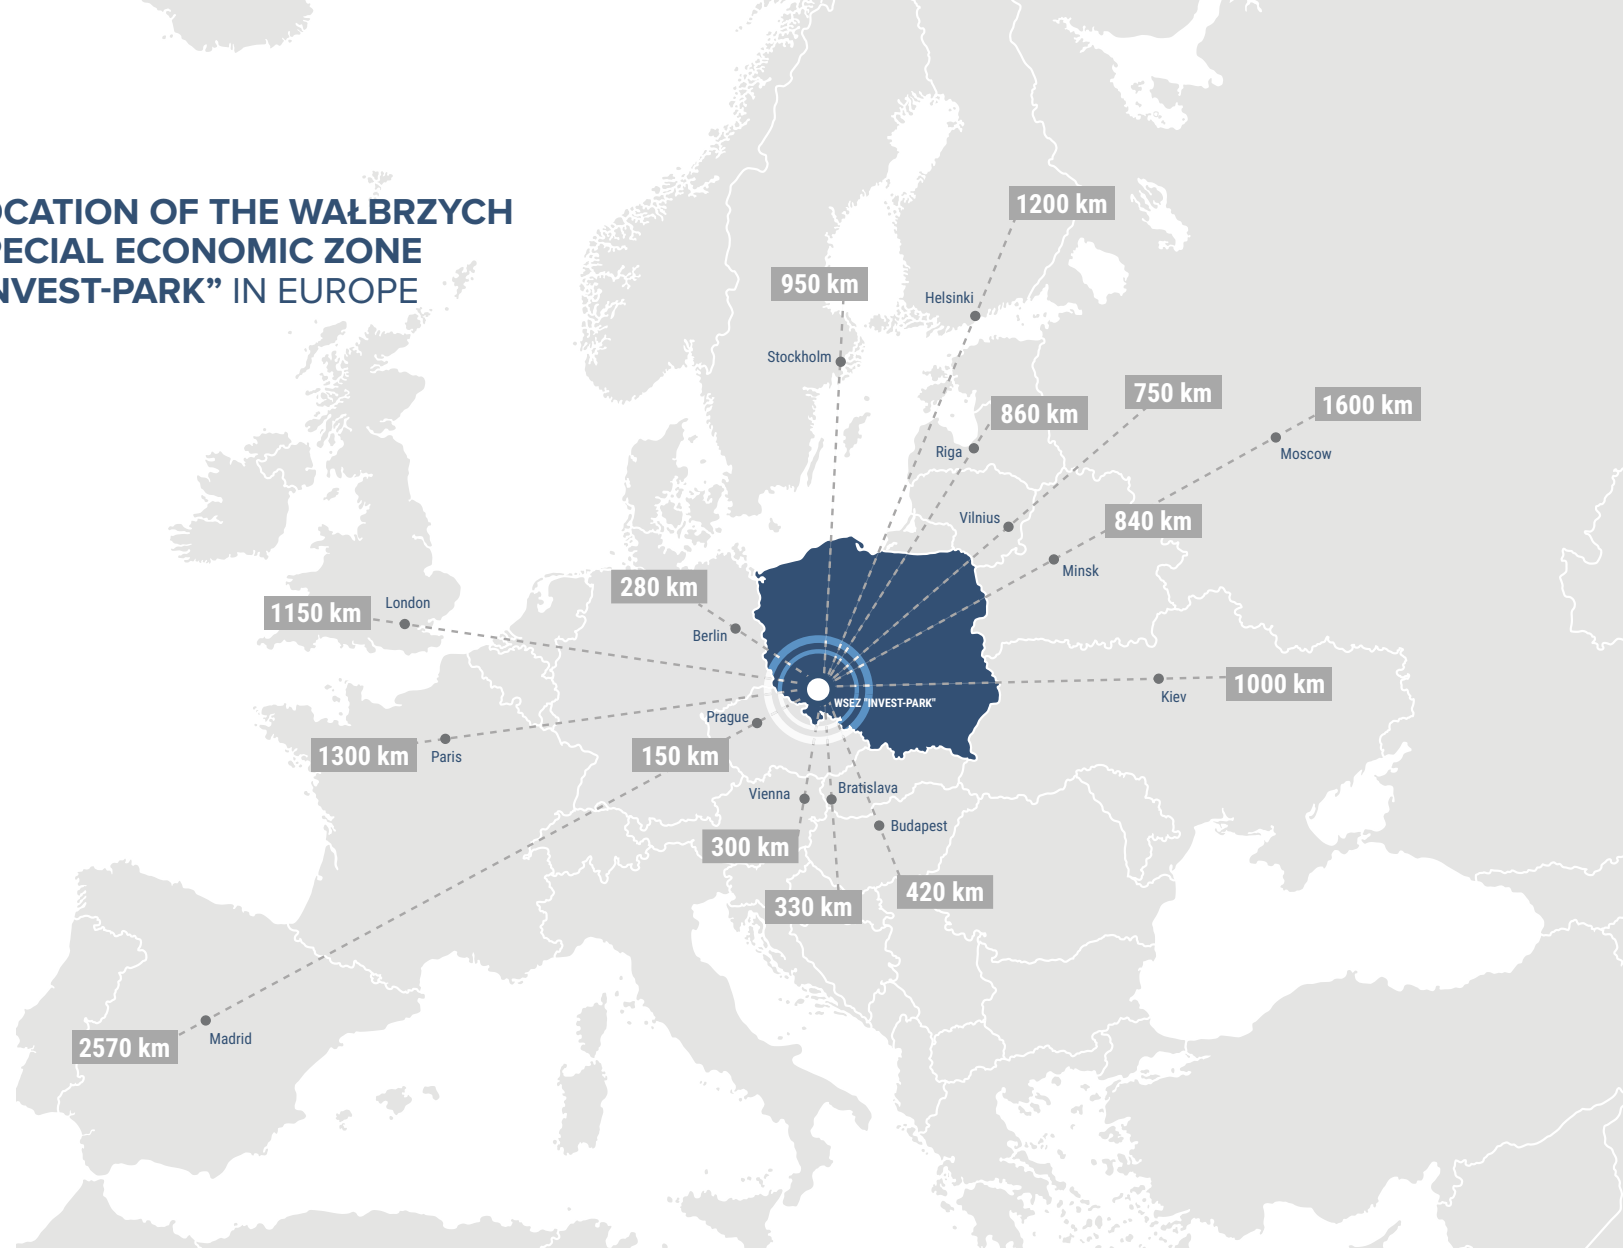 OCATION OF THE WAŁBRZYCH
PECIAL ECONOMIC ZONE
NVEST-PARK” IN EUROPE
1200 km
950 km
Helsinki
Stockholm
750 km
1600 km
860 km
Riga
Moscow
Vilnius
840 km
Minsk
280 km
London
1150 km
Berlin
1000 km
Kiev
WSEZ "INVEST-PARK"
Prague
1300 km
Paris
150 km
Vienna
Bratislava
Budapest
300 km
420 km
330 km
Madrid
2570 km